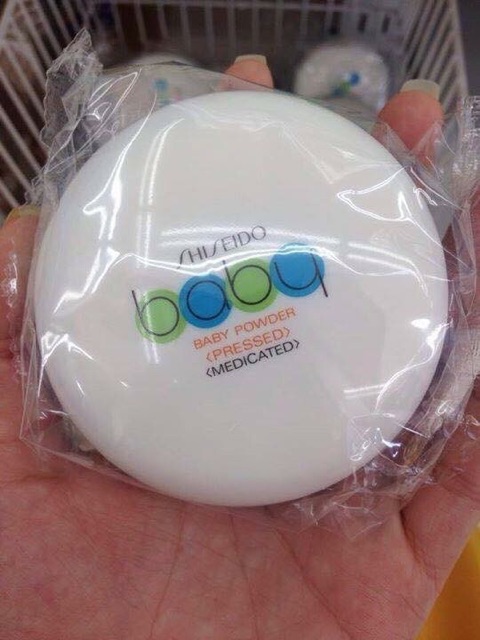 SHISEIDO
baby
BABY POWDER
<PRESSED>
<MEDICATED>